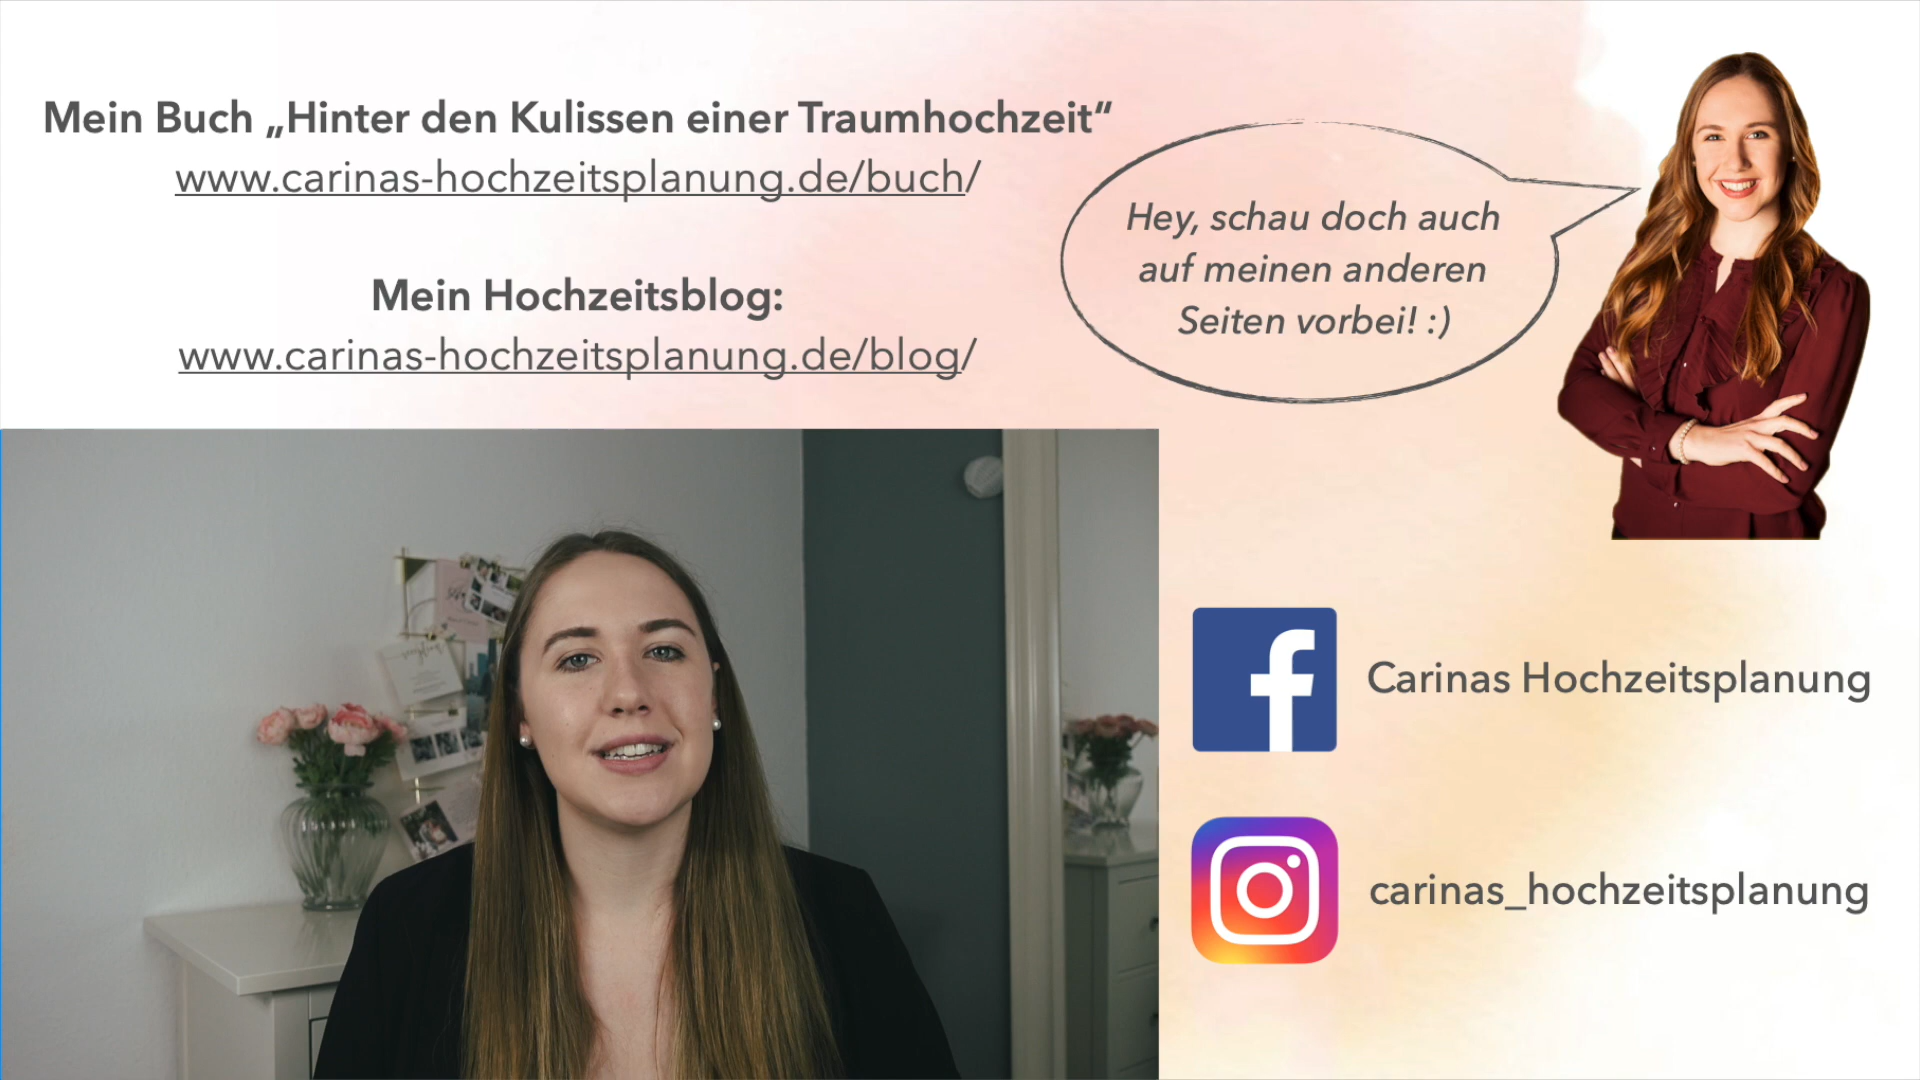 Mein Buch „Hinter den Kulissen einer Traumhochzeit“
www.carinas-hochzeitsplanung.de/buch/
Mein Hochzeitsblog:
www.carinas-hochzeitsplanung.de/blog/
Hey, schau doch auch
auf meinen anderen
Seiten vorbei! :)
Carinas Hochzeitsplanung
carinas_hochzeitsplanung